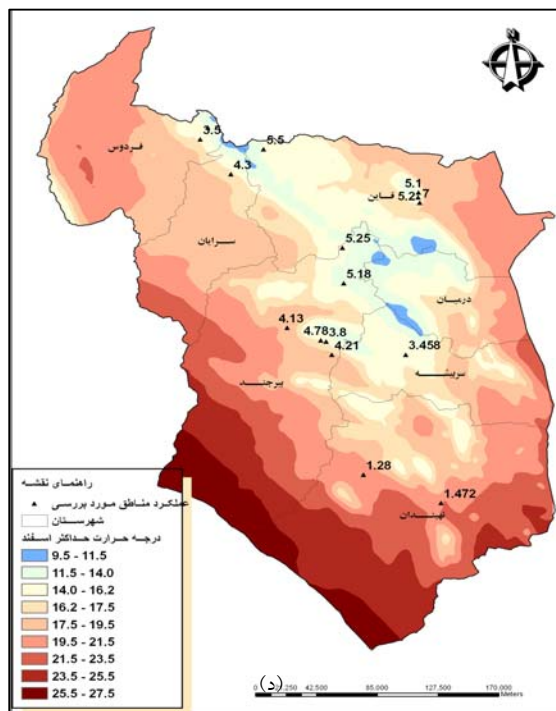 3.5
5.5
فردوس
4.3
5.1
قاین
5.2 7
سرایان
5.25
5.18
درمیان
4.13
4.78 3.8
4.21
3.458
بیرجند
سربیشه
1.28
1.472
نهبندان
راهنمای نقشه
عملکرد مناطق مورد بررسی
شهرستان
درجه حرارت حداکثر اسفند
9.5 - 11.5
11.5 - 14.0
14.0 - 16.2
16.2 - 17.5
17.5 - 19.5
19.5 - 21.5
21.5 - 23.5
23.5 - 25.5
25.5 - 27.5
(د)
0 42,500 85,000 127,500 170,000
Meters